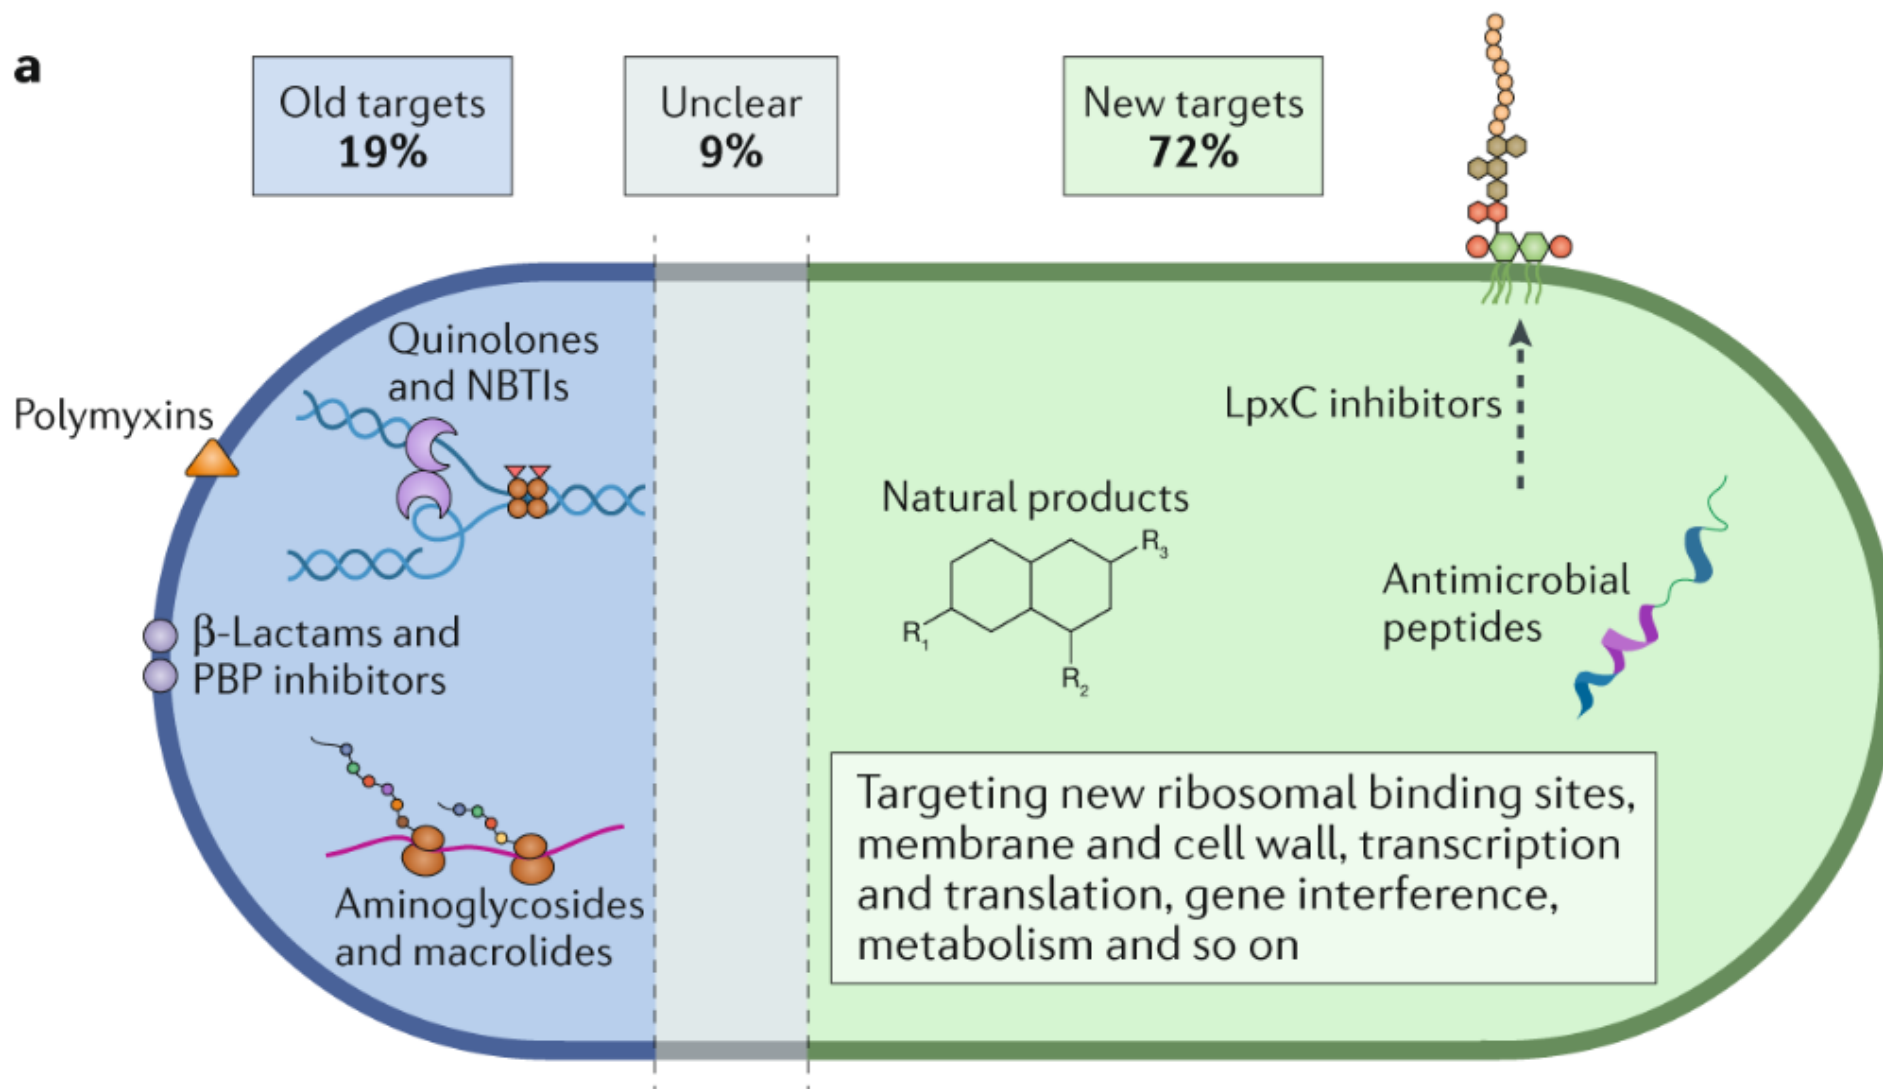 a
Old targets
19%
Unclear
9%
New targets
72%
Quinolones
and NBTIs
Polymyxins
β-Lactams and
PBP inhibitors
Aminoglycosides
and macrolides
LpxC inhibitors
Natural products
R₃
R₁
R₂
Antimicrobial
peptides
Targeting new ribosomal binding sites,
membrane and cell wall, transcription
and translation, gene interference,
metabolism and so on